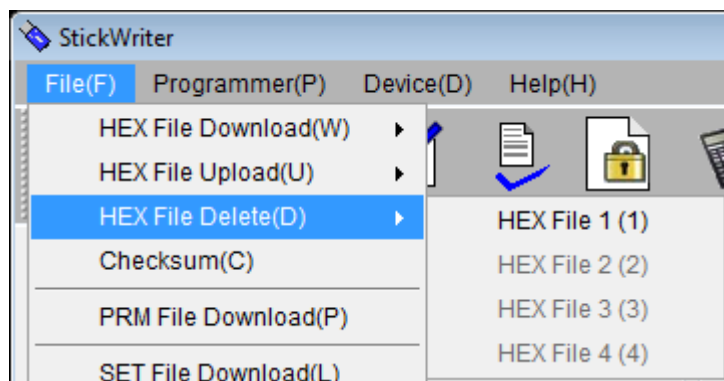 StickWriter
File(F) Programmer(P) Device(D) Help(H)
HEX File Download(W)
HEX File Upload(U)
HEX File Delete(D)
Checksum(C)
PRM File Download(P)
SET File Download(L)
HEX File 1 (1)
HEX File 2 (2)
HEX File 3 (3)
HEX File 4 (4)